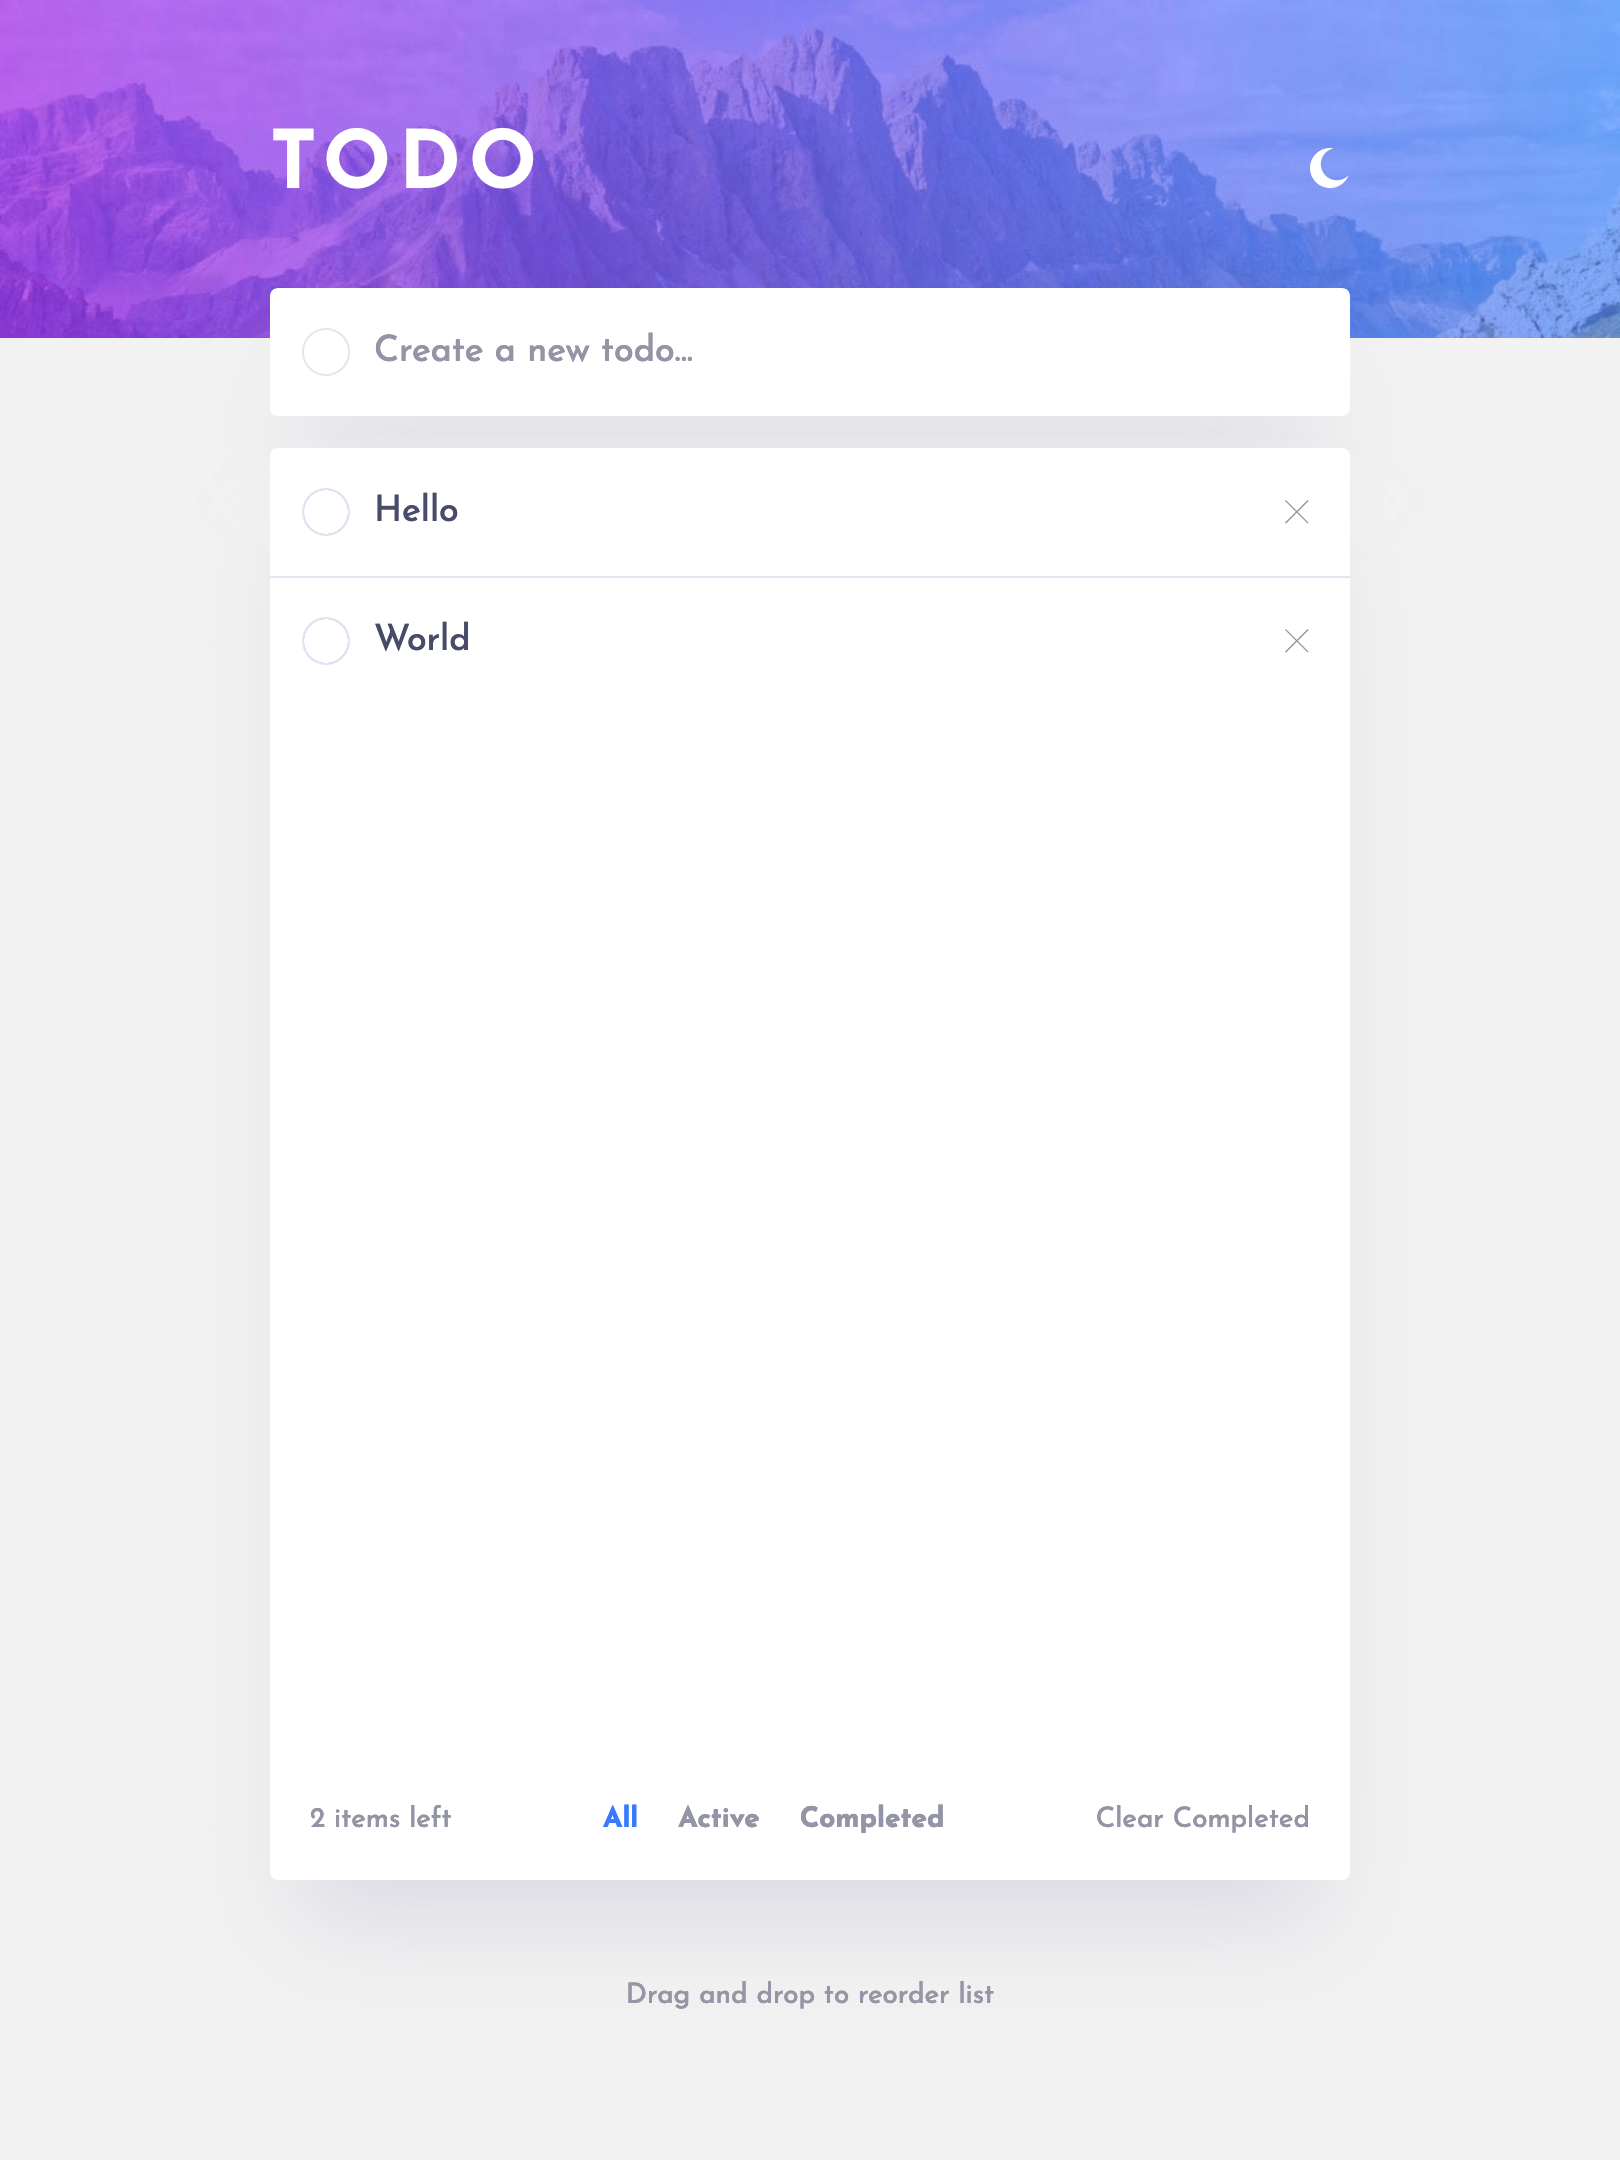 TODO
Create a new todo...
Hello
World
2 items left All Active Completed Clear Completed
Drag and drop to reorder list